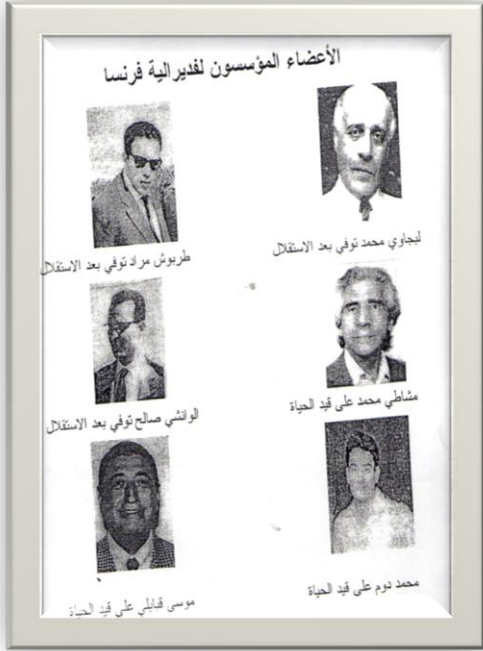 الأعضاء المؤسسون لفديرالية فرنسا
لبجاوي محمد توفي بعد الاستقلال
طربوش مراد توفي بعد الاستقلال
مشاطي محمد على قيد الحياة
الوانشي صالح توفي بعد الاستقلال
محمد دوم على قيد الحياة
موسى قبايلي على قيد الحياة